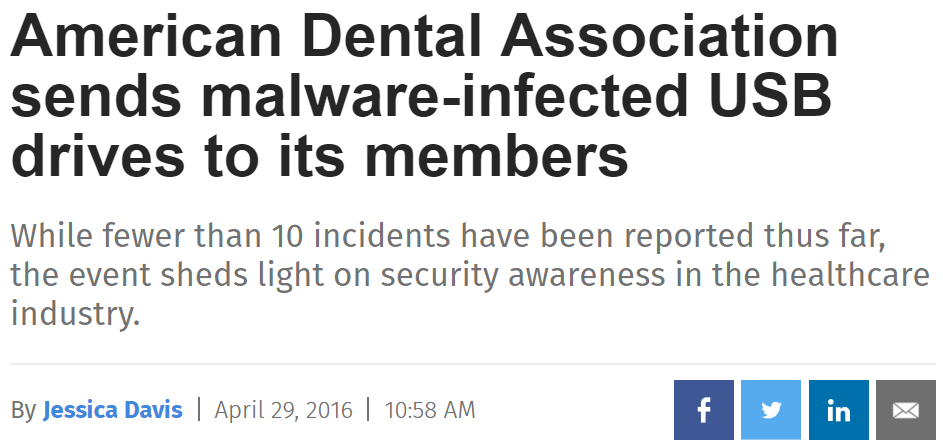 American Dental Association
sends malware-infected USB
drives to its members
While fewer than 10 incidents have been reported thus far,
the event sheds light on security awareness in the healthcare
industry.
By Jessica Davis | April 29, 2016 | 10:58 AM
f
in